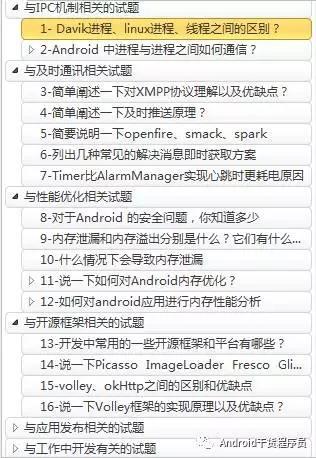 与IPC机制相关的试题
1- Davik进程、linux进程、线程之间的区别？
2-Android 中进程与进程之间如何通信？
与及时通讯相关试题
3-简单阐述一下对XMPP协议理解以及优缺点？
4-简单阐述一下及时推送原理？
5-简要说明一下openfire、smack、spark
6-列出几种常见的解决消息即时获取方案
7-Timer比AlarmManager实现心跳时更耗电原因
与性能优化相关试题
8-对于Android 的安全问题，你知道多少
9-内存泄漏和内存溢出分别是什么？它们有什么...
10-什么情况下会导致内存泄漏
11-说一下如何对Android内存优化？
12-如何对android应用进行内存性能分析
与开源框架相关的试题
13-开发中常用的一些开源框架和平台有哪些？
14-说一下Picasso ImageLoader Fresco Gli...
15-volley、okHttp之间的区别和优缺点
16-说一下Volley框架的实现原理以及优缺点？
与应用发布相关的试题
与工作中开发有关的试题
Android干货程序员